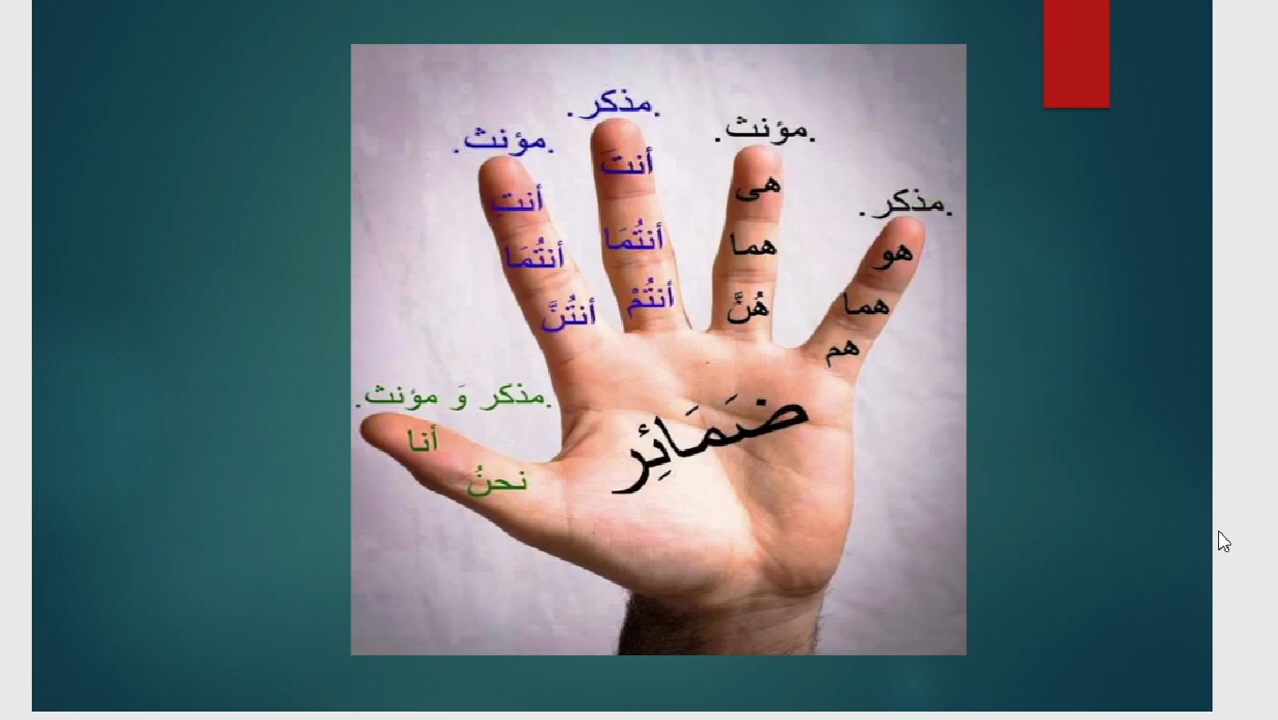 .مذكر.
هو
هما
هم
.مؤنث.
هى
هما
هُنَّ
.مذكر.
أنتَ
أنتُمَا
أنتُمْ
.مؤنث.
أنتِ
أنتُمَا
أنتُنَّ
.مذكر وَ مؤنث.
أنا
نحنُ
ضَمَائِر